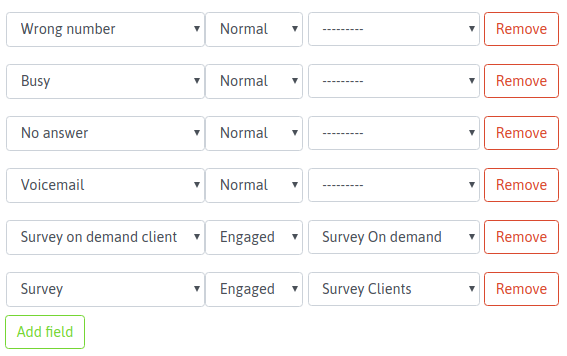 Wrong number Normal --------- Remove
Busy Normal --------- Remove
No answer Normal --------- Remove
Voicemail Normal --------- Remove
Survey on demand client Engaged Survey On demand Remove
Survey Engaged Survey Clients Remove
Add field